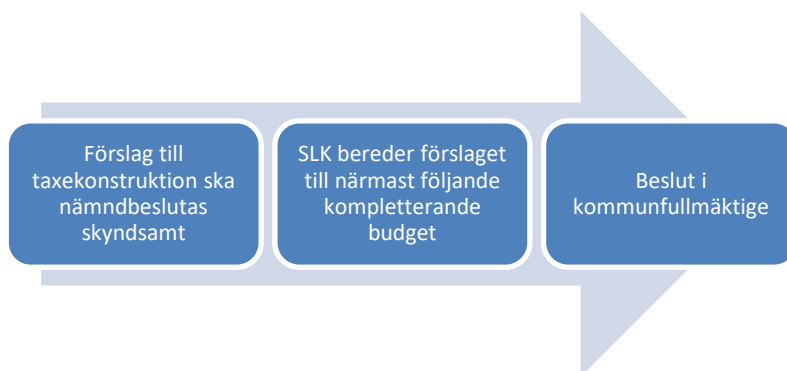 Förslag till
taxekonstruktion ska
nämndbeslutas
skyndsamt
SLK bereder förslaget
till närmast följande
kompletterande
budget
Beslut i
kommunfullmäktige